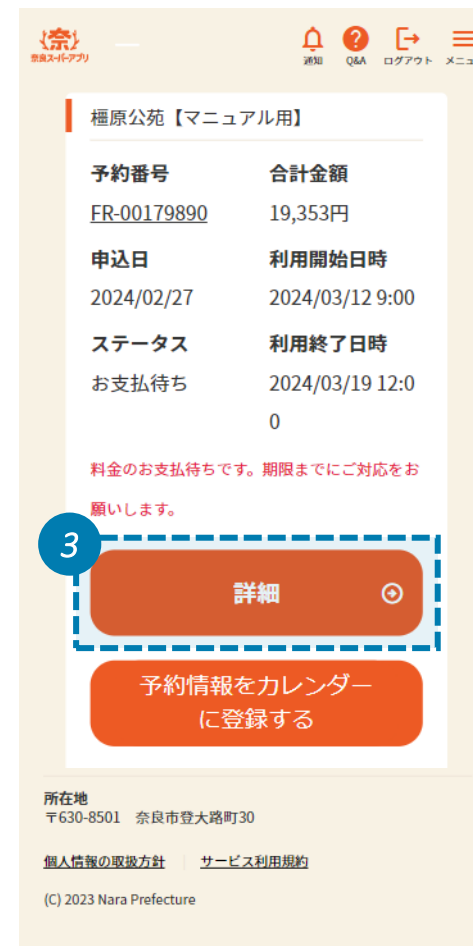 奈
奈良スーパーアプリ
通知 Q&A ログアウト メニュ
橿原公苑【マニュアル用】
予約番号 合計金額
FR-00179890 19,353円
申込日 利用開始日時
2024/02/27 2024/03/12 9:00
ステータス 利用終了日時
お支払待ち 2024/03/19 12:0
0
料金のお支払待ちです。期限までにご対応をお
願いします。
3
詳細
予約情報をカレンダー
に登録する
所在地
〒630-8501 奈良市登大路町30
個人情報の取扱方針 サービス利用規約
(C) 2023 Nara Prefecture